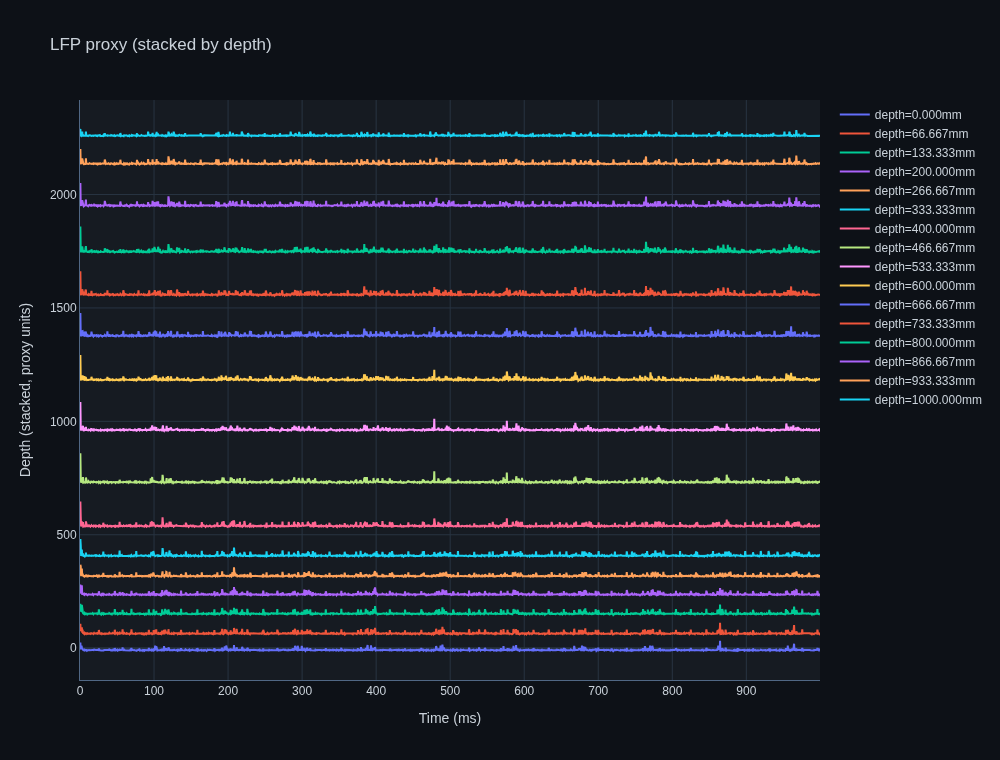 LFP proxy (stacked by depth)
depth=0.000mm
depth=66.667mm
depth=133.333mm
depth=200.000mm
depth=266.667mm
depth=333.333mm
depth=400.000mm
depth=466.667mm
depth=533.333mm
depth=600.000mm
depth=666.667mm
depth=733.333mm
depth=800.000mm
depth=866.667mm
depth=933.333mm
depth=1000.000mm
Depth (stacked, proxy units)
2000
1500
1000
500
0
0 100 200 300 400 500 600 700 800 900
Time (ms)